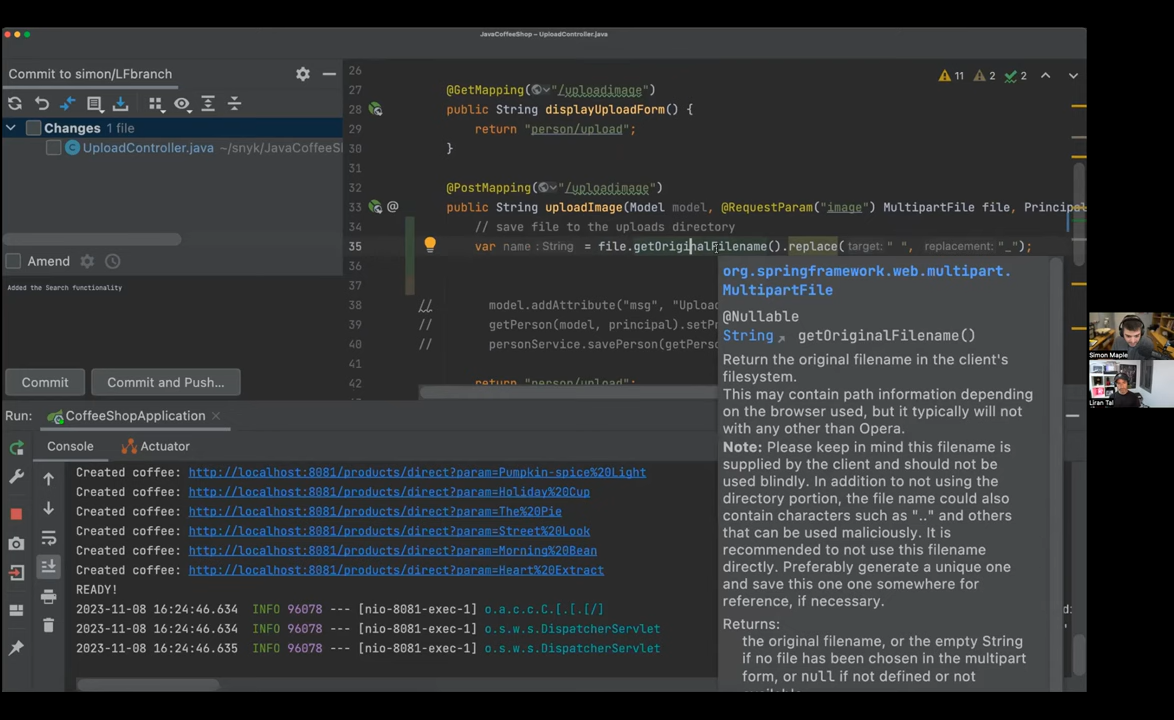 JavaCoffeeShop – UploadController.java
Commit to simon/LFbranch
Changes 1 file
UploadController.java ~/snyk/JavaCoffeeSh
Amend
Added the Search functionality
Commit
Commit and Push...
11 2 2
26
27 @GetMapping("/uploadimage")
28 public String displayUploadForm() {
29 return "person/upload";
30 }
31
32 @PostMapping("/uploadimage")
33 @ public String uploadImage(Model model, @RequestParam("image") MultipartFile file, Princip
34 // save file to the uploads directory
35 var name : String = file.getOriginalFilename().replace( target: " ", replacement: "_");
36
37
38 // model.addAttribute("msg", "Uploa
39 // getPerson(model, principal).setPr
40 // personService.savePerson(getPers
41
42 return "person/upload";
org.springframework.web.multipart.
MultipartFile
@Nullable
String getOriginalFilename()
Return the original filename in the client's
filesystem.
This may contain path information depending
on the browser used, but it typically will not
with any other than Opera.
Note: Please keep in mind this filename is
supplied by the client and should not be
used blindly. In addition to not using the
directory portion, the file name could also
contain characters such as ".." and others
that can be used maliciously. It is
recommended to not use this filename
directly. Preferably generate a unique one
and save this one one somewhere for
reference, if necessary.
Returns:
the original filename, or the empty String
if no file has been chosen in the multipart
form, or null if not defined or not
Simon Maple
Liran Tal
Run: CoffeeShopApplication
Console Actuator
Created coffee: http://localhost:8081/products/direct?param=Pumpkin-spice%20Light
Created coffee: http://localhost:8081/products/direct?param=Holiday%20Cup
Created coffee: http://localhost:8081/products/direct?param=The%20Pie
Created coffee: http://localhost:8081/products/direct?param=Street%20Look
Created coffee: http://localhost:8081/products/direct?param=Morning%20Bean
Created coffee: http://localhost:8081/products/direct?param=Heart%20Extract
READY!
2023-11-08 16:24:46.634 INFO 96078 --- [nio-8081-exec-1] o.a.c.c.C.[.[.[/]
2023-11-08 16:24:46.634 INFO 96078 --- [nio-8081-exec-1] o.s.w.s.DispatcherServlet
2023-11-08 16:24:46.635 INFO 96078 --- [nio-8081-exec-1] o.s.w.s.DispatcherServlet